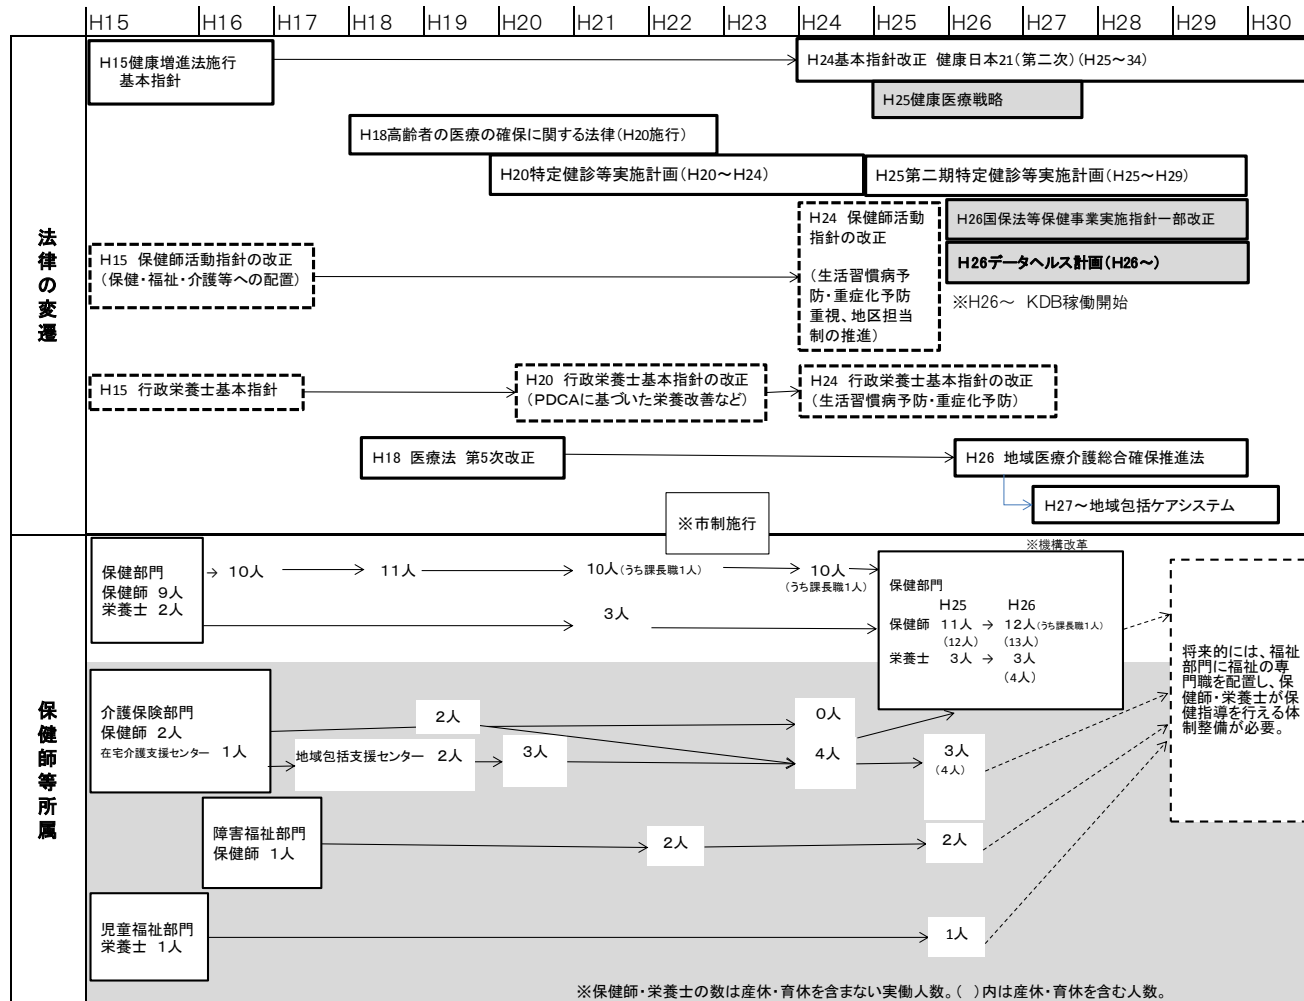 H15 H16 H17 H18 H19 H20 H21 H22 H23 H24 H25 H26 H27 H28 H29 H30
法律の変遷
H15健康増進法施行
基本指針
H24基本指針改正 健康日本21(第二次)(H25～34)
H25健康医療戦略
H18高齢者の医療の確保に関する法律(H20施行)
H20特定健診等実施計画(H20～H24)
H25第二期特定健診等実施計画(H25～H29)
H24 保健師活動
指針の改正
(生活習慣病予
防・重症化予防
重視、地区担当
制の推進)
H26国保法等保健事業実施指針一部改正
H15 保健師活動指針の改正
(保健・福祉・介護等への配置)
H26データヘルス計画(H26～)
※H26～ KDB稼働開始
H15 行政栄養士基本指針
H20 行政栄養士基本指針の改正
(PDCAに基づいた栄養改善など)
H24 行政栄養士基本指針の改正
(生活習慣病予防・重症化予防)
H18 医療法 第5次改正
H26 地域医療介護総合確保推進法
H27～地域包括ケアシステム
※市制施行
保健師等所属
※機構改革
保健部門
保健師 9人
栄養士 2人
→ 10人
11人
10人(うち課長職1人)
10人
(うち課長職1人)
3人
保健部門
H25 H26
保健師 11人 → 12人(うち課長職1人)
(12人) (13人)
栄養士 3人 → 3人
(4人)
将来的には、福祉
部門に福祉の専
門職を配置し、保
健師・栄養士が保
健指導を行える体
制整備が必要。
介護保険部門
保健師 2人
在宅介護支援センター 1人
2人
0人
地域包括支援センター 2人
3人
4人
3人
(4人)
障害福祉部門
保健師 1人
2人
2人
児童福祉部門
栄養士 1人
1人
※保健師・栄養士の数は産休・育休を含まない実働人数。( )内は産休・育休を含む人数。